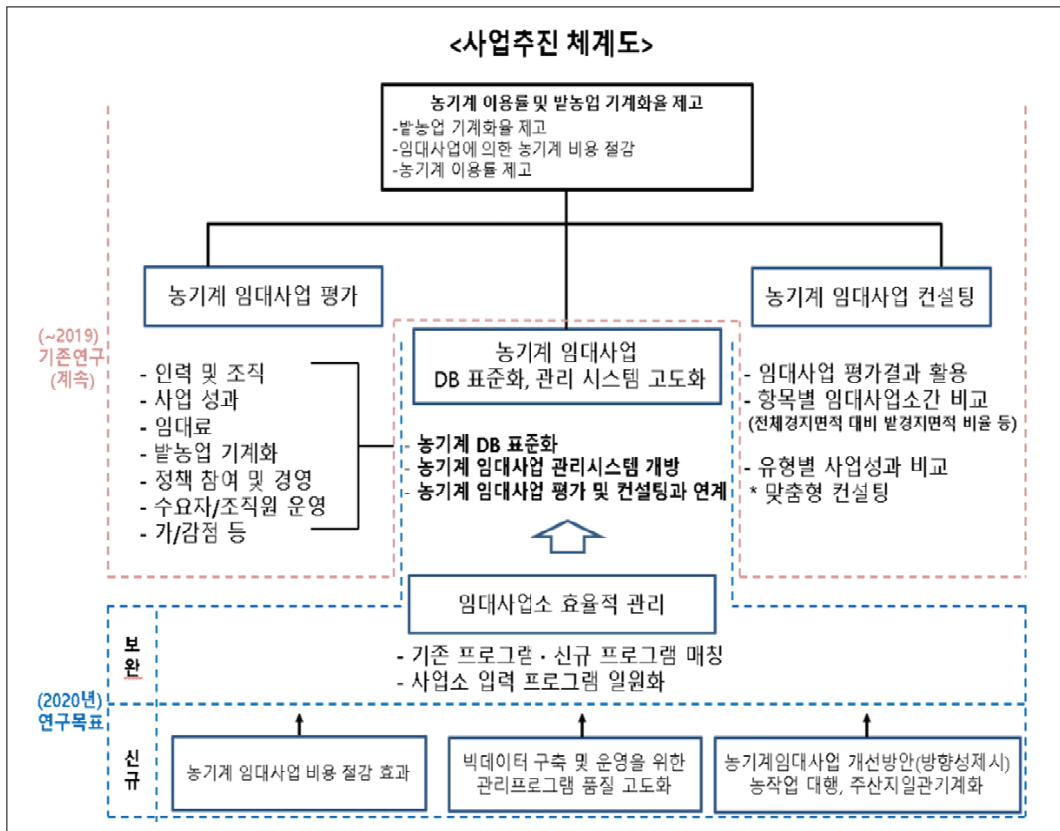 <사업추진 체계도>
농기계 이용률 및 밭농업 기계화율 제고
-밭농업 기계화율 제고
-임대사업에 의한 농기계 비용 절감
-농기계 이용률 제고
농기계 임대사업 평가
농기계 임대사업 컨설팅
(~2019)
기존연구
(계속)
농기계 임대사업
DB 표준화, 관리 시스템 고도화
- 인력 및 조직
- 사업 성과
- 임대료
- 밭농업 기계화
- 정책 참여 및 경영
- 수요자/조직원 운영
- 가/감점 등
- 농기계 DB 표준화
- 농기계 임대사업 관리시스템 개방
- 농기계 임대사업 평가 및 컨설팅과 연계
- 임대사업 평가결과 활용
- 항목별 임대사업소간 비교
(전체경지면적 대비 밭경지면적 비율 등)
- 유형별 사업성과 비교
* 맞춤형 컨설팅
임대사업소 효율적 관리
보완
- 기존 프로그램 · 신규 프로그램 매칭
- 사업소 입력 프로그램 일원화
(2020년)
연구목표
신규
농기계 임대사업 비용 절감 효과
빅데이터 구축 및 운영을 위한
관리프로그램 품질 고도화
농기계임대사업 개선방안(방향성제시)
농작업 대행, 주산지일관기계화